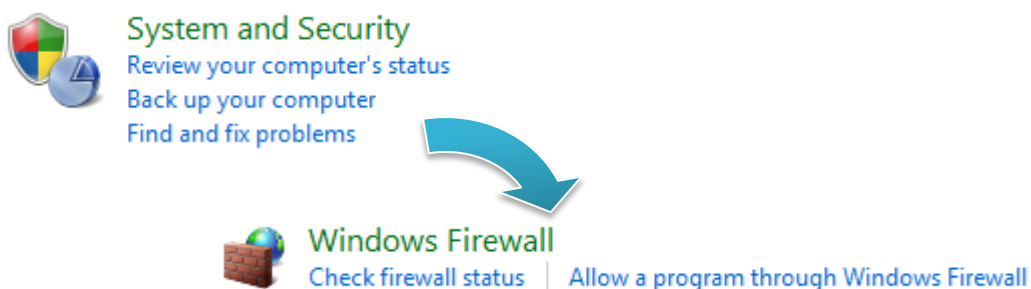 System and Security
Review your computer's status
Back up your computer
Find and fix problems
Windows Firewall
Check firewall status | Allow a program through Windows Firewall